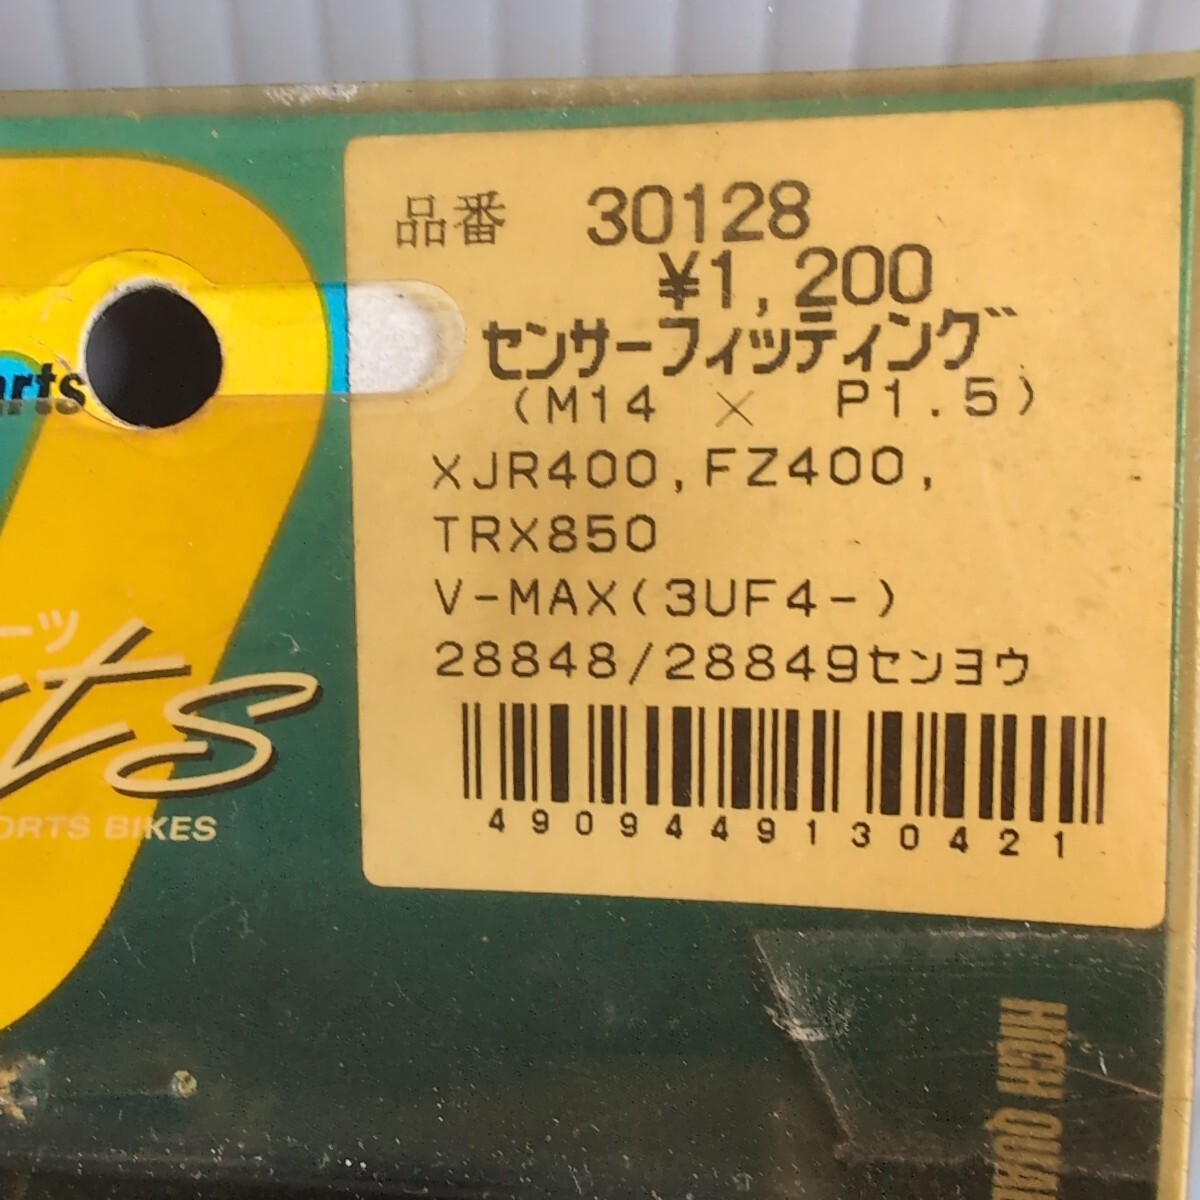 品番 30128
¥1,200
センサーフィッティング
(M14 × P1.5)
XJR400,FZ400,
TRX850
V-MAX(3UF4-)
28848/28849センヨウ
4909449130421
arts
ーツ
ts
ORTS BIKES
HIGH QUA